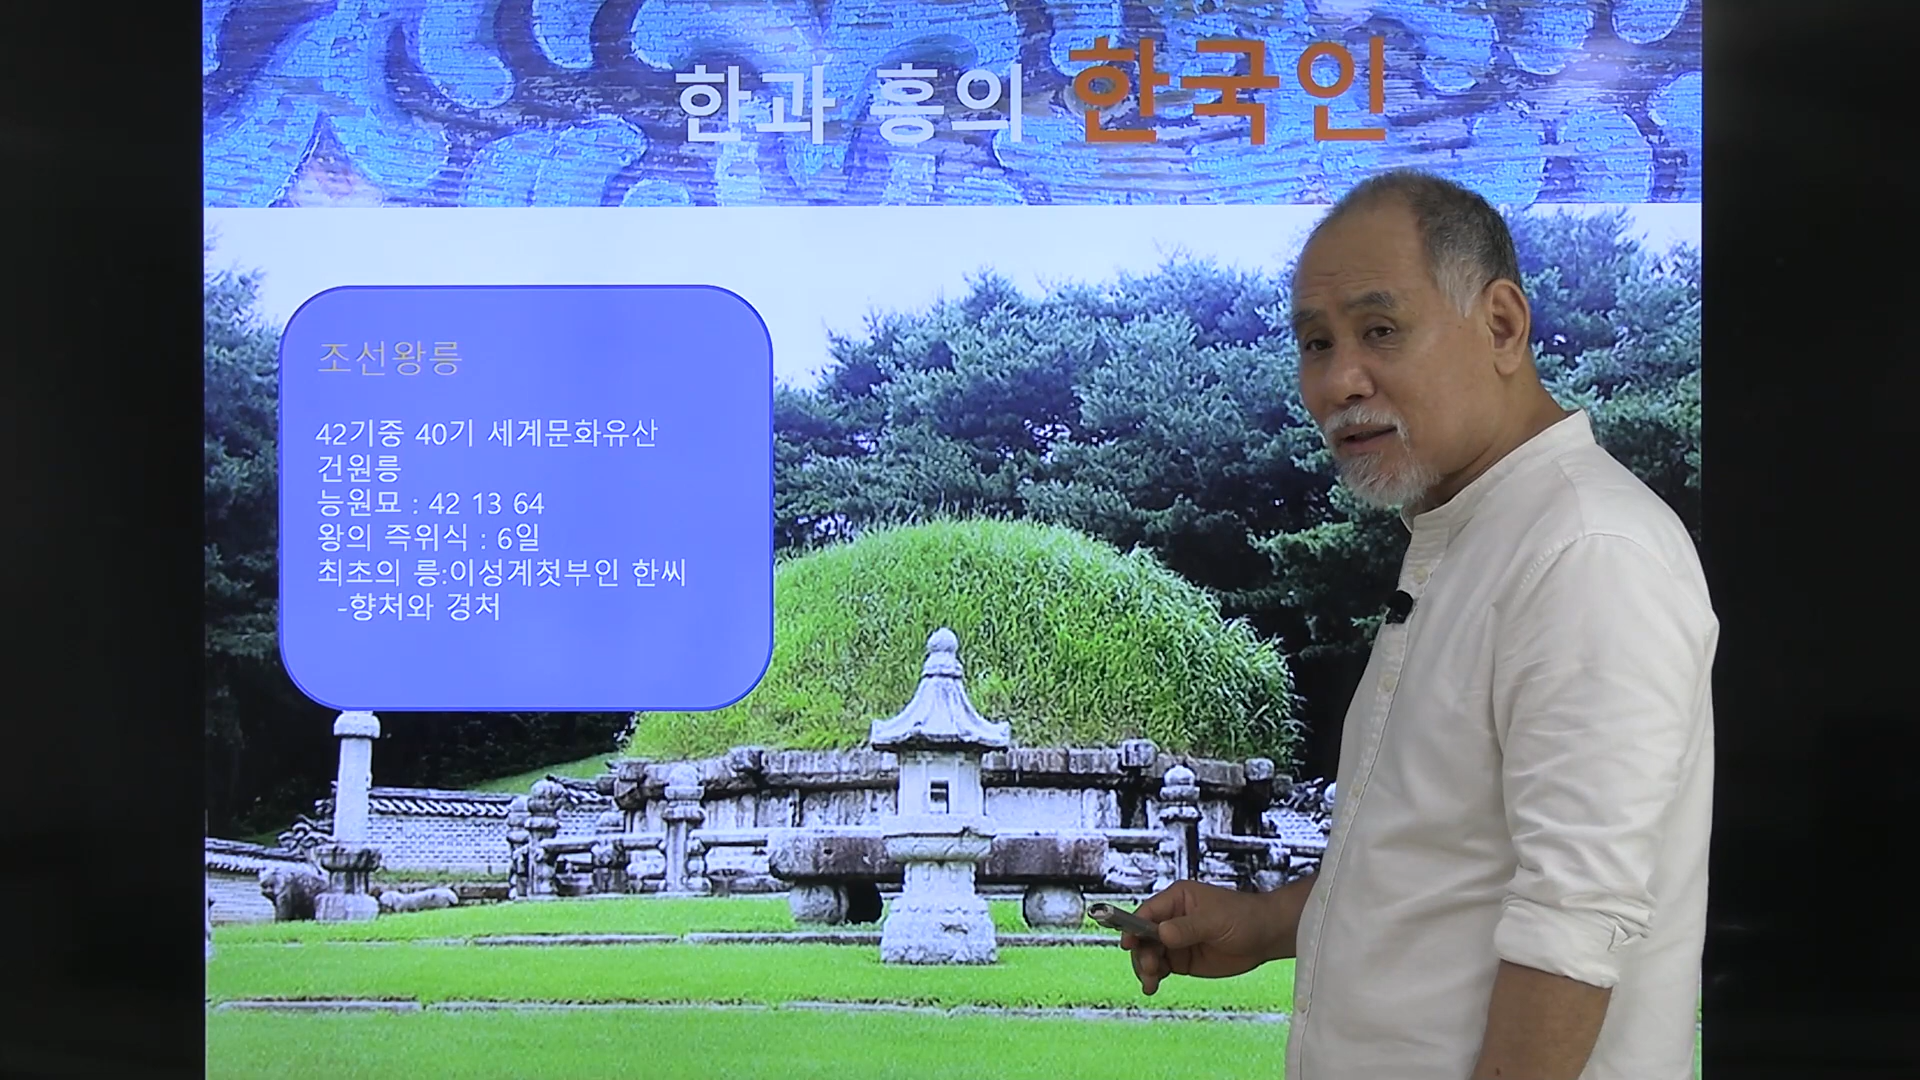 한과 흥의 한국인
조선왕릉
42기중 40기 세계문화유산
건원릉
능원묘 : 42 13 64
왕의 즉위식 : 6일
최초의 릉:이성계첫부인 한씨
-향처와 경처